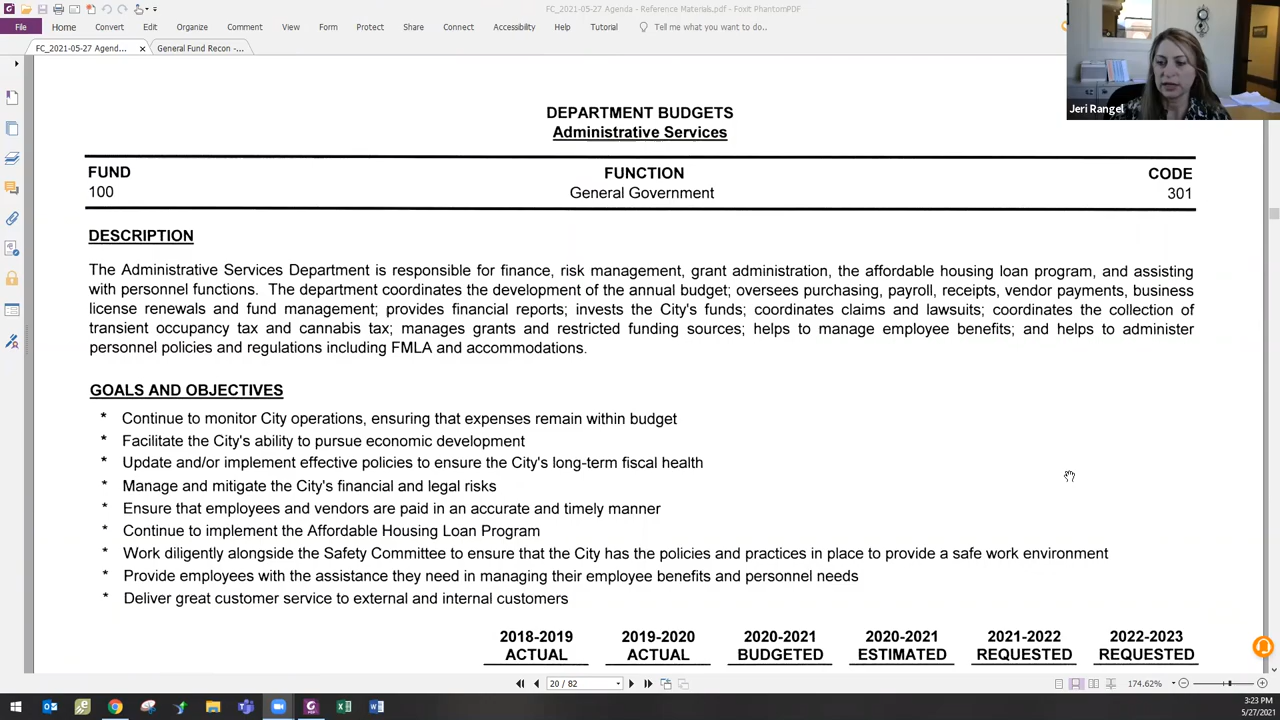 FC_2021-05-27 Agenda - Reference Materials.pdf - Foxit PhantomPDF
File Home Convert Edit Organize Comment View Form Protect Share Connect Accessibility Help Tutorial Tell me what you want to do..
FC_2021-05-27 Agend... × General Fund Recon -...
Jeri Rangel
DEPARTMENT BUDGETS
Administrative Services
FUND FUNCTION CODE
100 General Government 301
DESCRIPTION
The Administrative Services Department is responsible for finance, risk management, grant administration, the affordable housing loan program, and assisting
with personnel functions. The department coordinates the development of the annual budget; oversees purchasing, payroll, receipts, vendor payments, business
license renewals and fund management; provides financial reports; invests the City's funds; coordinates claims and lawsuits; coordinates the collection of
transient occupancy tax and cannabis tax; manages grants and restricted funding sources; helps to manage employee benefits; and helps to administer
personnel policies and regulations including FMLA and accommodations.
GOALS AND OBJECTIVES
* Continue to monitor City operations, ensuring that expenses remain within budget
* Facilitate the City's ability to pursue economic development
* Update and/or implement effective policies to ensure the City's long-term fiscal health
* Manage and mitigate the City's financial and legal risks
* Ensure that employees and vendors are paid in an accurate and timely manner
* Continue to implement the Affordable Housing Loan Program
* Work diligently alongside the Safety Committee to ensure that the City has the policies and practices in place to provide a safe work environment
* Provide employees with the assistance they need in managing their employee benefits and personnel needs
* Deliver great customer service to external and internal customers
2018-2019 2019-2020 2020-2021 2020-2021 2021-2022 2022-2023
ACTUAL ACTUAL BUDGETED ESTIMATED REQUESTED REQUESTED
20 / 82 174.62%
3:23 PM
5/27/2021